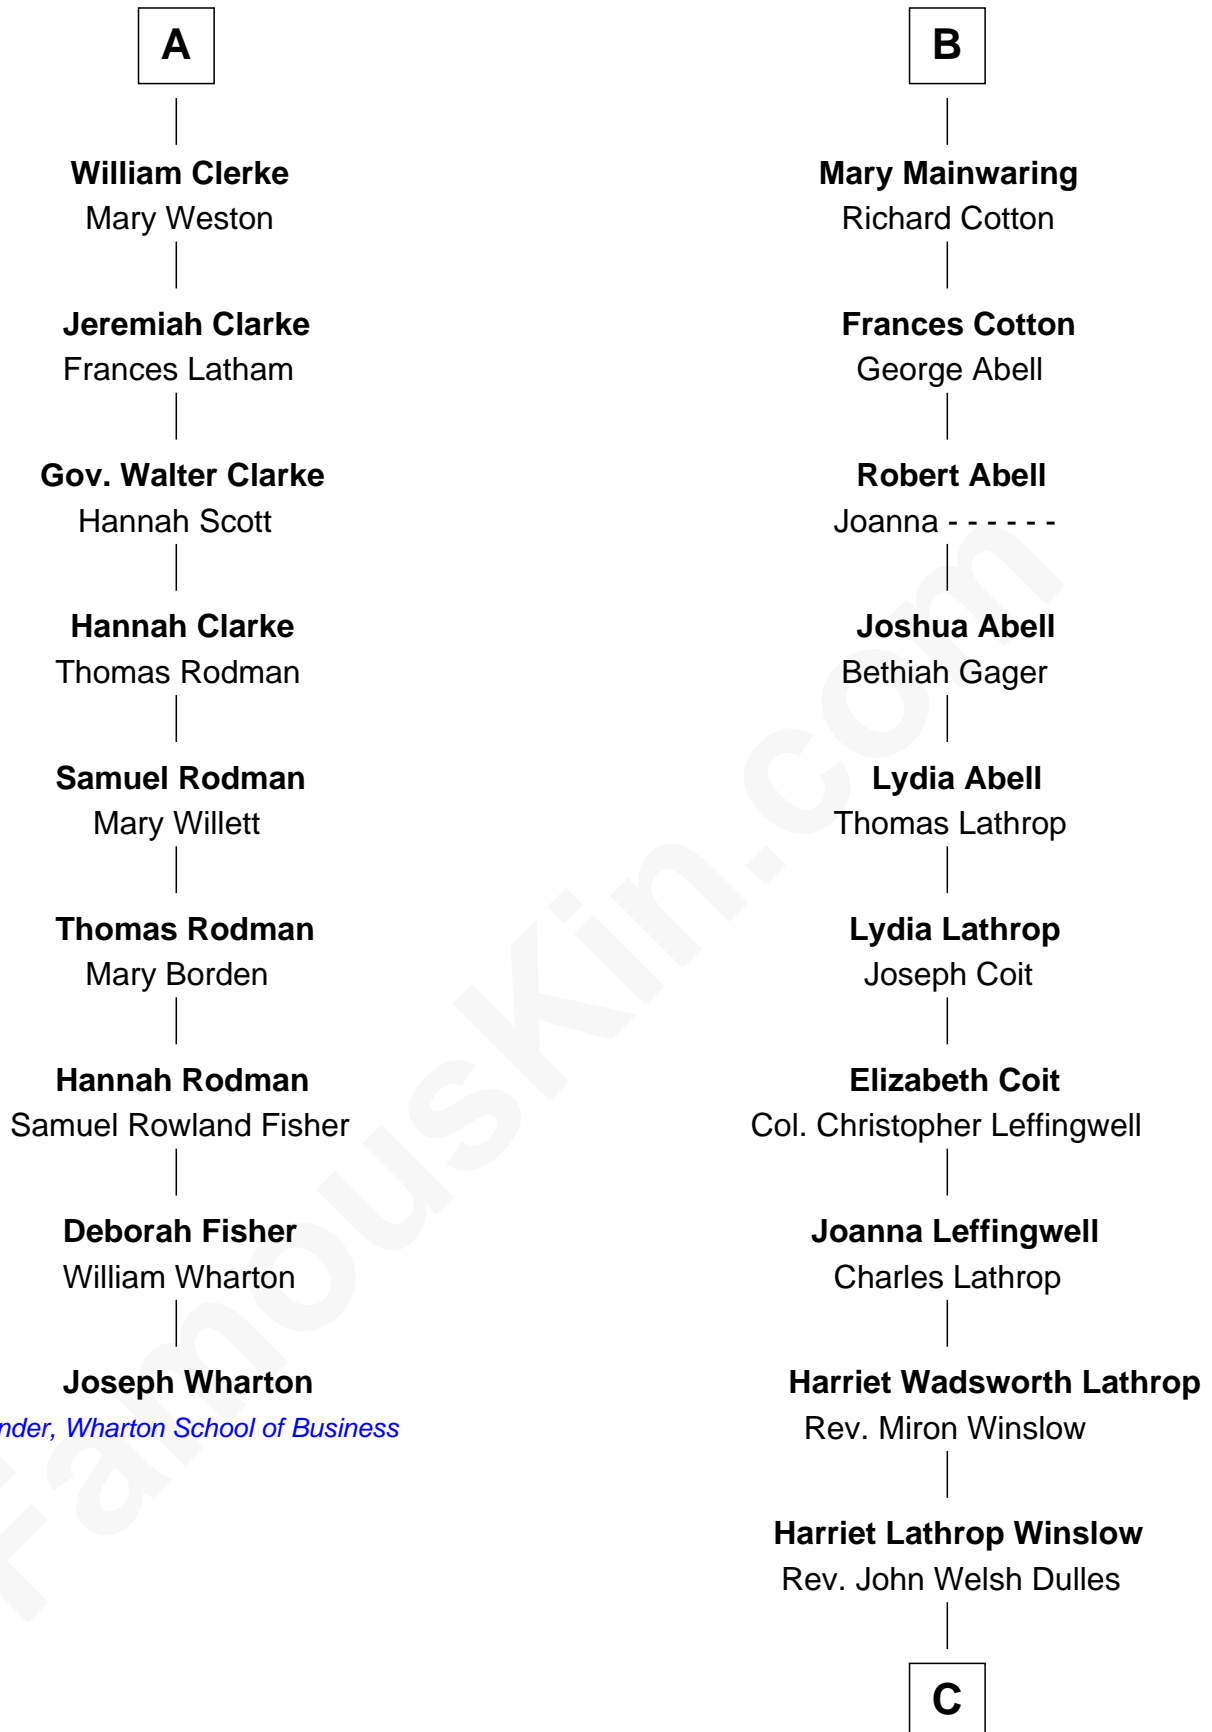 A
William Clerke
Mary Weston
Jeremiah Clarke
Frances Latham
Gov. Walter Clarke
Hannah Scott
Hannah Clarke
Thomas Rodman
Samuel Rodman
Mary Willett
Thomas Rodman
Mary Borden
Hannah Rodman
Samuel Rowland Fisher
Deborah Fisher
William Wharton
Joseph Wharton
nder, Wharton School of Business
B
Mary Mainwaring
Richard Cotton
Frances Cotton
George Abell
Robert Abell
Joanna - - - - - -
Joshua Abell
Bethiah Gager
Lydia Abell
Thomas Lathrop
Lydia Lathrop
Joseph Coit
Elizabeth Coit
Col. Christopher Leffingwell
Joanna Leffingwell
Charles Lathrop
Harriet Wadsworth Lathrop
Rev. Miron Winslow
Harriet Lathrop Winslow
Rev. John Welsh Dulles
C
FamousKin.com